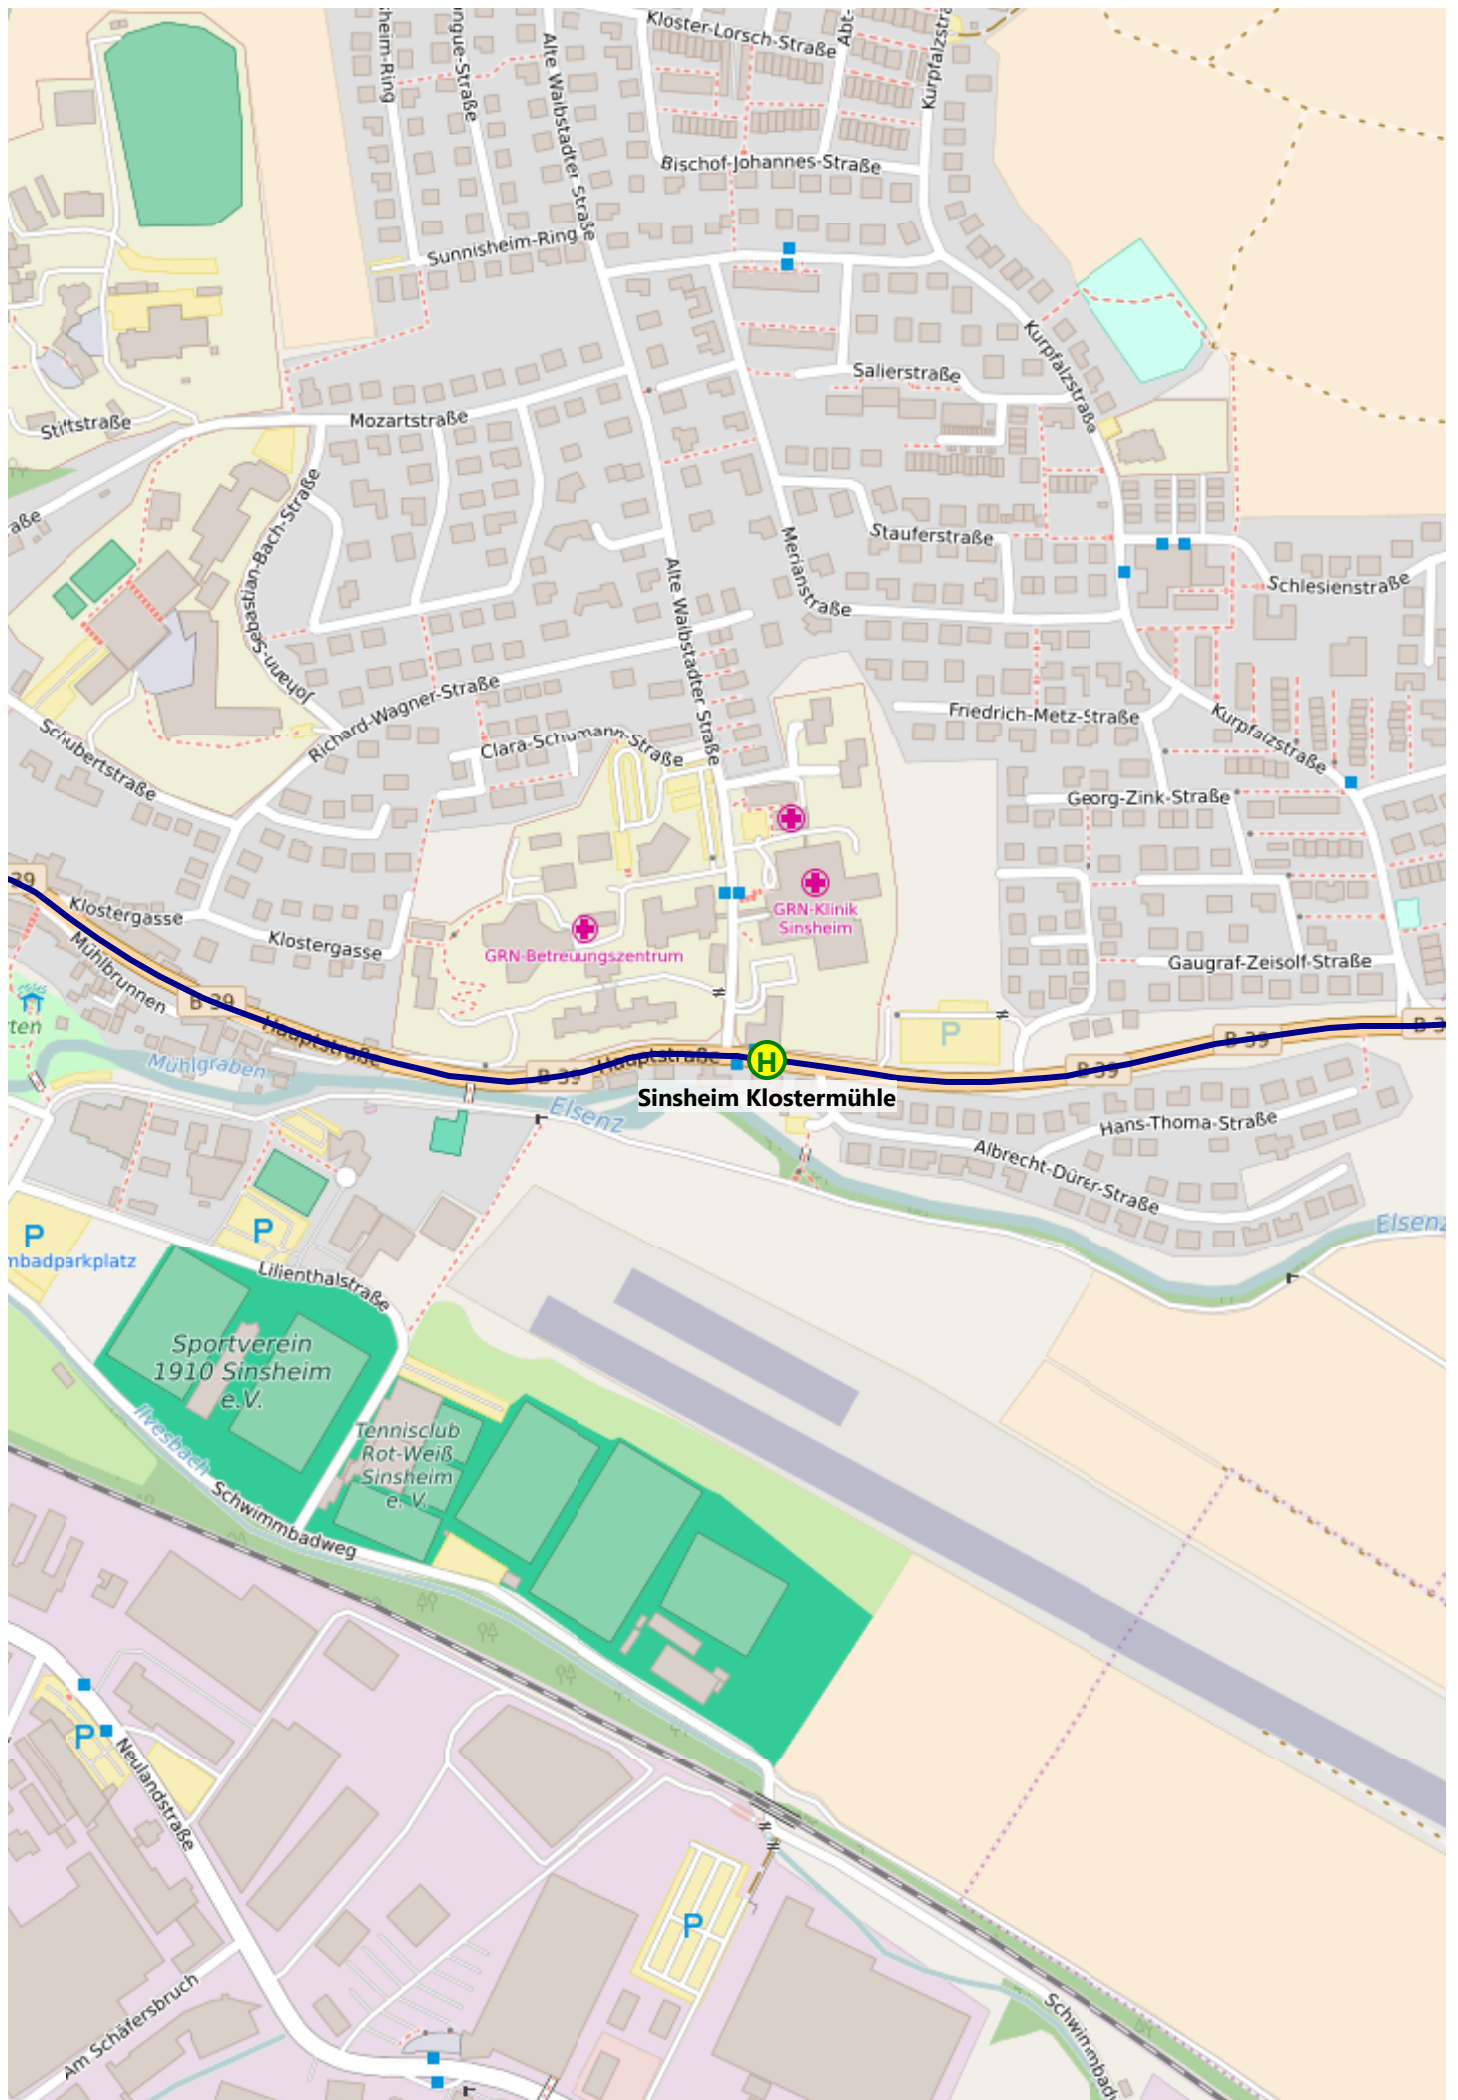 Kloster-Lorsch-Straße
Alte Waibstadter Straße
Bischof-Johannes-Straße
Sunnisheim-Ring
Kurpfalzstraße
Salierstraße
Mozartstraße
Stiftstraße
Stauferstraße
Merianstraße
Johann-Sebastian-Bach-Straße
Alte Waibstadter Straße
Schlesienstraße
Richard-Wagner-Straße
Friedrich-Metz-Straße
Kurpfalzstraße
Schubertstraße
Clara-Schumann-Straße
Georg-Zink-Straße
39
Klostergasse
GRN-Klinik
Sinsheim
Mühlbrunnen
Klostergasse
GRN-Betreuungszentrum
Gaugraf-Zeisolf-Straße
B 39
Hauptstraße
P
rten
B 39
B 3
Mühlgraben
Hauptstraße
B 39
H
B 39
Sinsheim Klostermühle
Elsenz
Hans-Thoma-Straße
Albrecht-Dürer-Straße
P
P
Elsenz
mbadparkplatz
Lilienthalstraße
Sportverein
1910 Sinsheim
e.V.
Ilvesbach
Tennisclub
Rot-Weiß
Sinsheim
e. V.
Schwimmbadweg
P
Neulandstraße
P
Am Schäfersbruch
Schwimmbadw